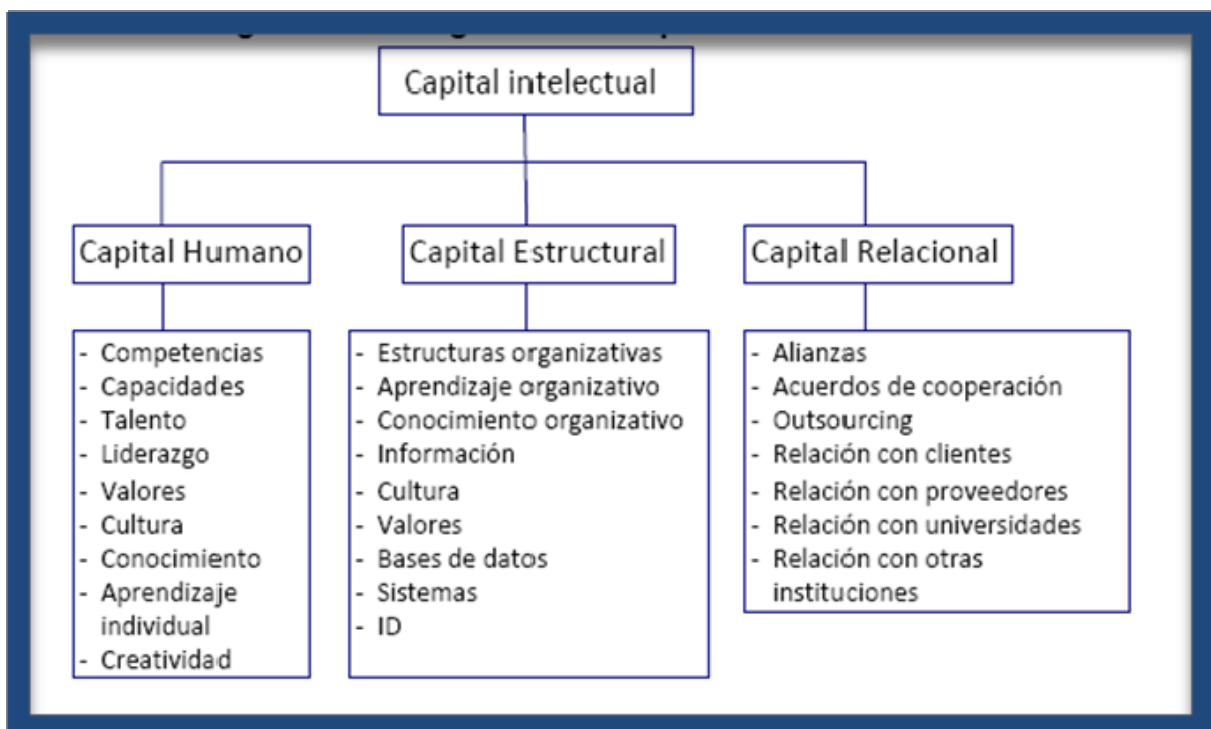 Capital intelectual
Capital Humano
- Competencias
- Capacidades
- Talento
- Liderazgo
- Valores
- Cultura
- Conocimiento
- Aprendizaje
individual
- Creatividad
Capital Estructural
- Estructuras organizativas
- Aprendizaje organizativo
- Conocimiento organizativo
- Información
- Cultura
- Valores
- Bases de datos
- Sistemas
- ID
Capital Relacional
- Alianzas
- Acuerdos de cooperación
- Outsourcing
- Relación con clientes
- Relación con proveedores
- Relación con universidades
- Relación con otras
instituciones